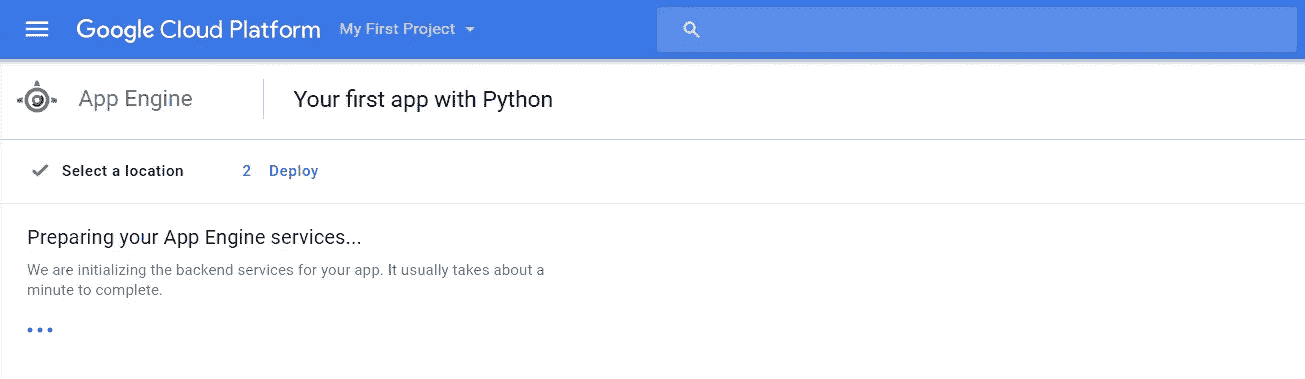 Google Cloud Platform My First Project
App Engine Your first app with Python
Select a location 2 Deploy
Preparing your App Engine services...
We are initializing the backend services for your app. It usually takes about a
minute to complete.